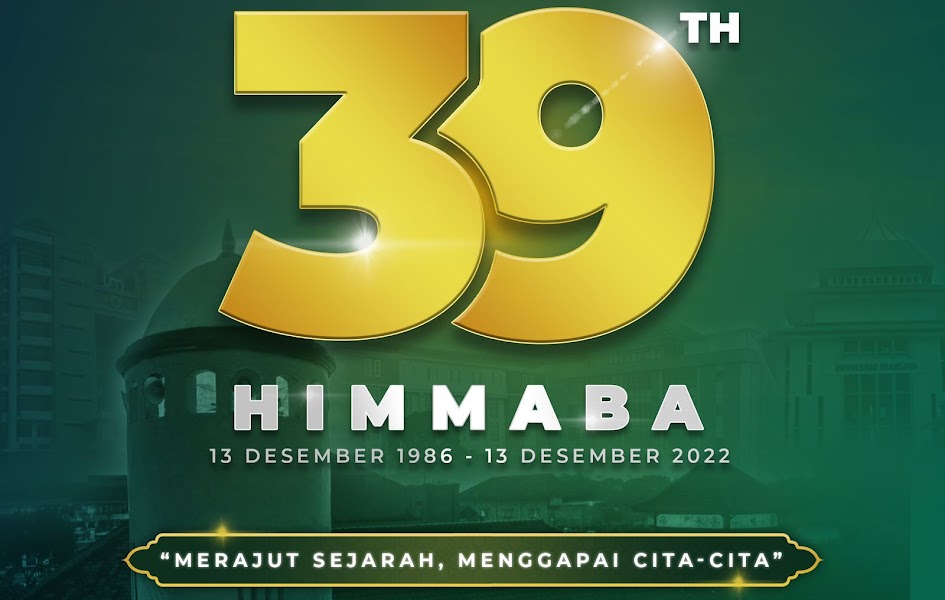 39TH
HIMMABA
13 DESEMBER 1986 - 13 DESEMBER 2022
“MERAJUT SEJARAH, MENGGAPAI CITA-CITA”